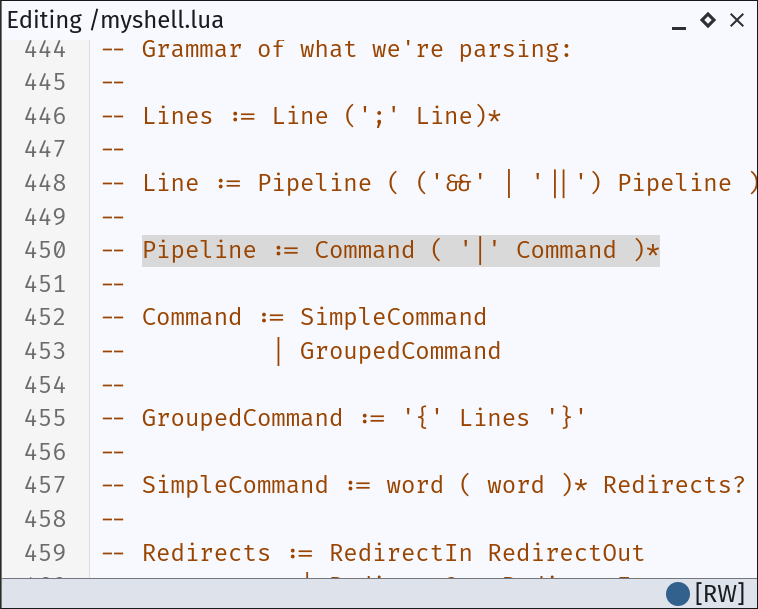 Editing /myshell.lua
444 -- Grammar of what we're parsing:
445 --
446 -- Lines := Line (';' Line)*
447 --
448 -- Line := Pipeline ( ('&&' | '||') Pipeline )
449 --
450 -- Pipeline := Command ( '|' Command )*
451 --
452 -- Command := SimpleCommand
453 --          | GroupedCommand
454 --
455 -- GroupedCommand := '{' Lines '}'
456 --
457 -- SimpleCommand := word ( word )* Redirects?
458 --
459 -- Redirects := RedirectIn RedirectOut
[RW]